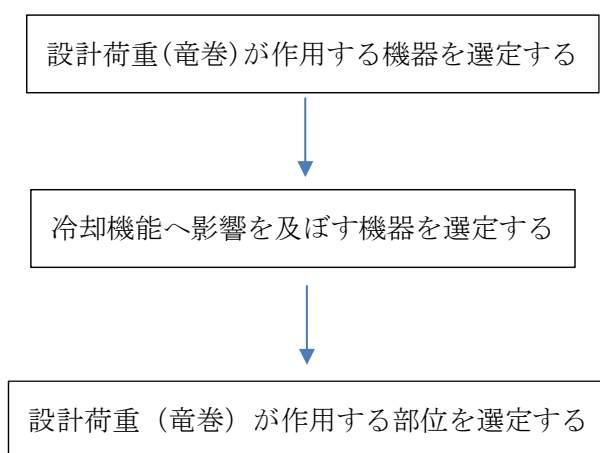 設計荷重(竜巻)が作用する機器を選定する
冷却機能へ影響を及ぼす機器を選定する
設計荷重（竜巻）が作用する部位を選定する